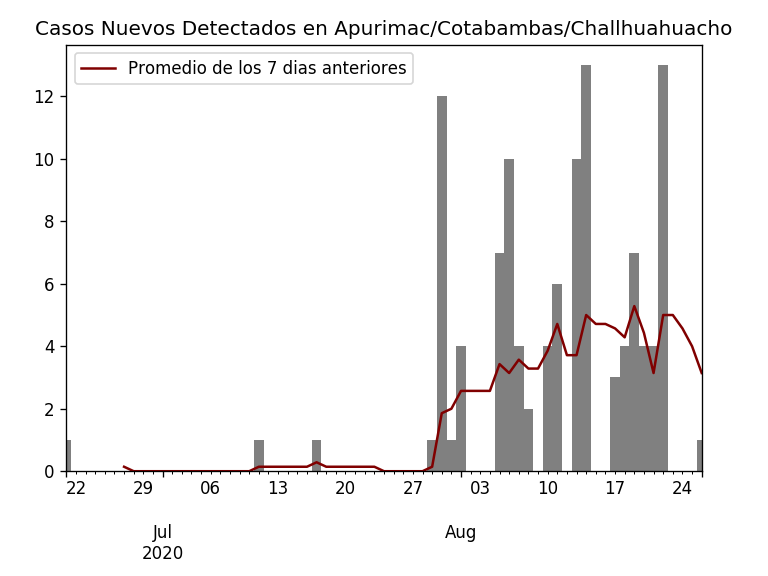 Casos Nuevos Detectados en Apurimac/Cotabambas/Challhuahuacho
Promedio de los 7 dias anteriores
12
10
8
6
4
2
0
22 29 06 13 20 27 03 10 17 24
Jul Aug
2020